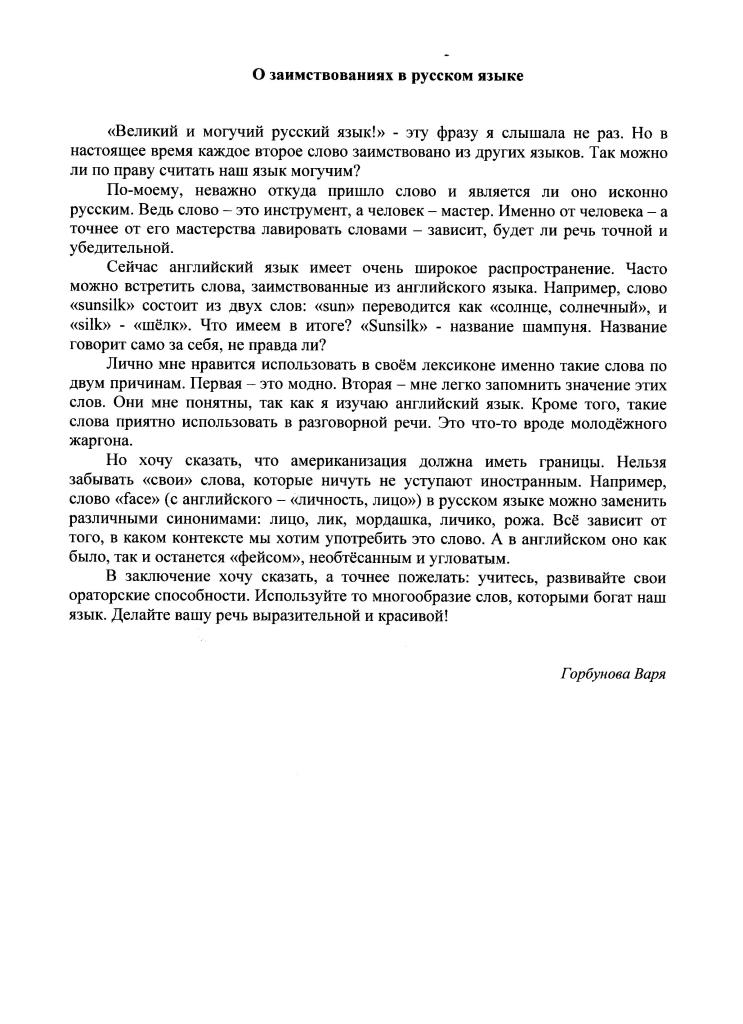 О заимствованиях в русском языке
«Великий и могучий русский язык!» - эту фразу я слышала не раз. Но в
настоящее время каждое второе слово заимствовано из других языков. Так можно
ли по праву считать наш язык могучим?
По-моему, неважно откуда пришло слово и является ли оно исконно
русским. Ведь слово – это инструмент, а человек – мастер. Именно от человека – а
точнее от его мастерства лавировать словами – зависит, будет ли речь точной и
убедительной.
Сейчас английский язык имеет очень широкое распространение. Часто
можно встретить слова, заимствованные из английского языка. Например, слово
«sunsilk» состоит из двух слов: «sun» переводится как «солнце, солнечный», и
«silk» - «шёлк». Что имеем в итоге? «Sunsilk» - название шампуня. Название
говорит само за себя, не правда ли?
Лично мне нравится использовать в своём лексиконе именно такие слова по
двум причинам. Первая – это модно. Вторая – мне легко запомнить значение этих
слов. Они мне понятны, так как я изучаю английский язык. Кроме того, такие
слова приятно использовать в разговорной речи. Это что-то вроде молодёжного
жаргона.
Но хочу сказать, что американизация должна иметь границы. Нельзя
забывать «свои» слова, которые ничуть не уступают иностранным. Например,
слово «face» (с английского – «личность, лицо») в русском языке можно заменить
различными синонимами: лицо, лик, мордашка, личико, рожа. Всё зависит от
того, в каком контексте мы хотим употребить это слово. А в английском оно как
было, так и останется «фейсом», необтёсанным и угловатым.
В заключение хочу сказать, а точнее пожелать: учитесь, развивайте свои
ораторские способности. Используйте то многообразие слов, которыми богат наш
язык. Делайте вашу речь выразительной и красивой!
Горбунова Варя